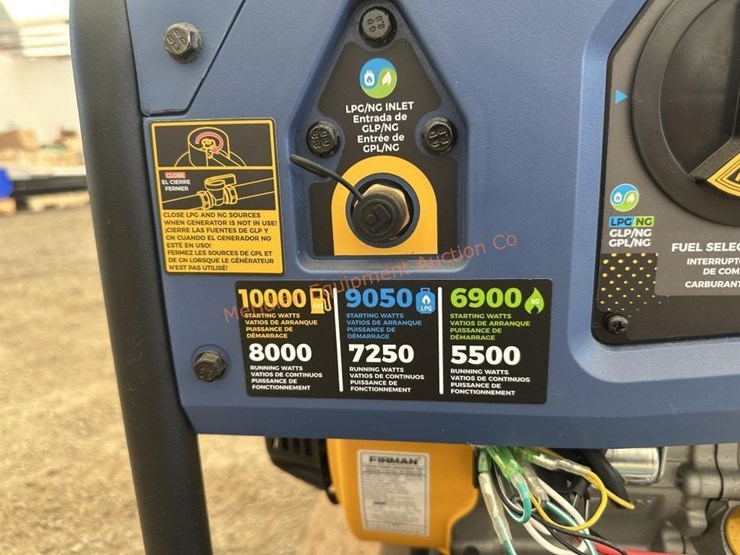 LPG/NG INLET
Entrada de
GLP/NG
Entrée de
GPL/NG
CLOSE
EL CIERRE
FERMER
CLOSE LPG AND NG SOURCES
WHEN GENERATOR IS NOT IN USE!
¡CIERRE LAS FUENTES DE GLP Y
GN CUANDO EL GENERADOR NO
ESTÉ EN USO!
FERMEZ LES SOURCES DE GPL ET
DE GN LORSQUE LE GÉNÉRATEUR
N'EST PAS UTILISÉ!
LPG NG
GLP/NG
GPL/NG
FUEL SELEC
INTERRUPTO
DE COM
CARBURANT
10000
STARTING WATTS
VATIOS DE ARRANQUE
PUISSANCE DE
DÉMARRAGE
8000
RUNNING WATTS
VATIOS DE CONTINUOS
PUISSANCE DE
FONCTIONNEMENT
9050
LPG
STARTING WATTS
VATIOS DE ARRANQUE
PUISSANCE DE
DÉMARRAGE
7250
RUNNING WATTS
VATIOS DE CONTINUOS
PUISSANCE DE
FONCTIONNEMENT
6900
NG
STARTING WATTS
VATIOS DE ARRANQUE
PUISSANCE DE
DÉMARRAGE
5500
RUNNING WATTS
VATIOS DE CONTINUOS
PUISSANCE DE
FONCTIONNEMENT
Equipment Auction Co
FIRMAN